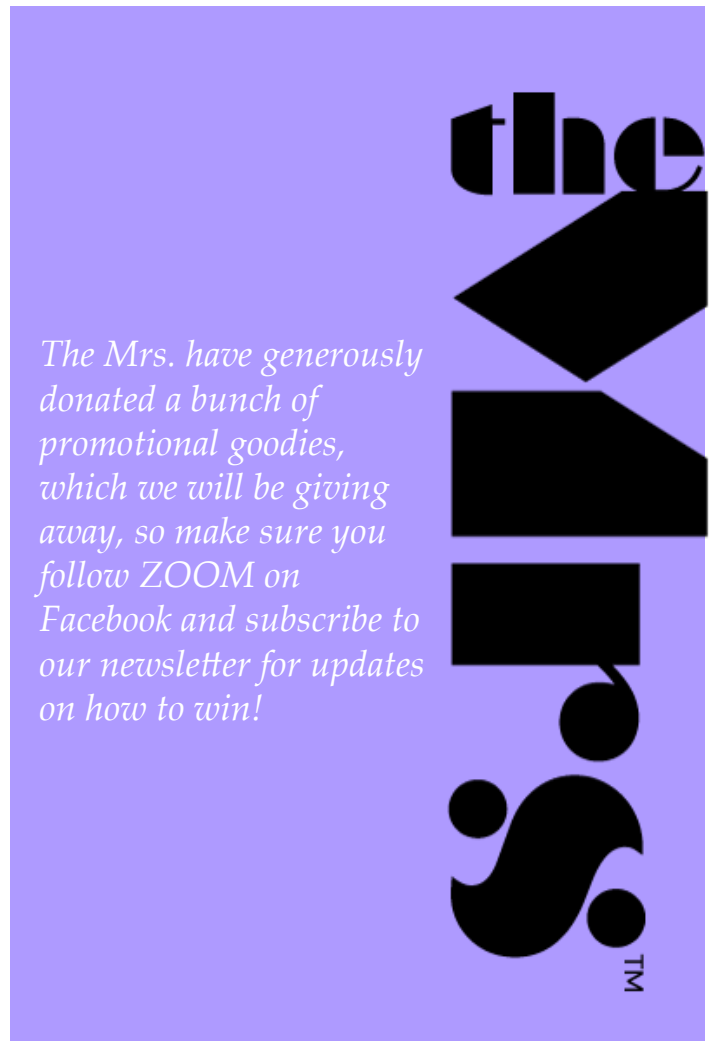 the
Mrs.
TM
The Mrs. have generously
donated a bunch of
promotional goodies,
which we will be giving
away, so make sure you
follow ZOOM on
Facebook and subscribe to
our newsletter for updates
on how to win!